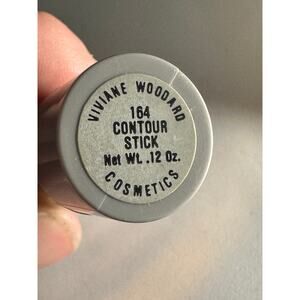 VIVIANE WOODARD
164
CONTOUR
STICK
Net Wt. .12 Oz.
COSMETICS